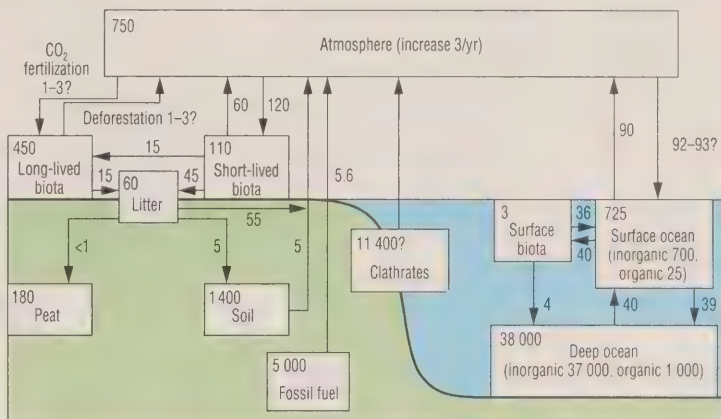 750
Atmosphere (increase 3/yr)
CO2
fertilization
1–3?
Deforestation 1–3?
60
120
90
92–93?
450
Long-lived
biota
15
110
Short-lived
biota
15
60
Litter
45
55
5.6
<1
5
5
11 400?
Clathrates
3
Surface
biota
36
40
725
Surface ocean
(inorganic 700,
organic 25)
180
Peat
1 400
Soil
4
40
39
5 000
Fossil fuel
38 000
Deep ocean
(inorganic 37 000, organic 1 000)